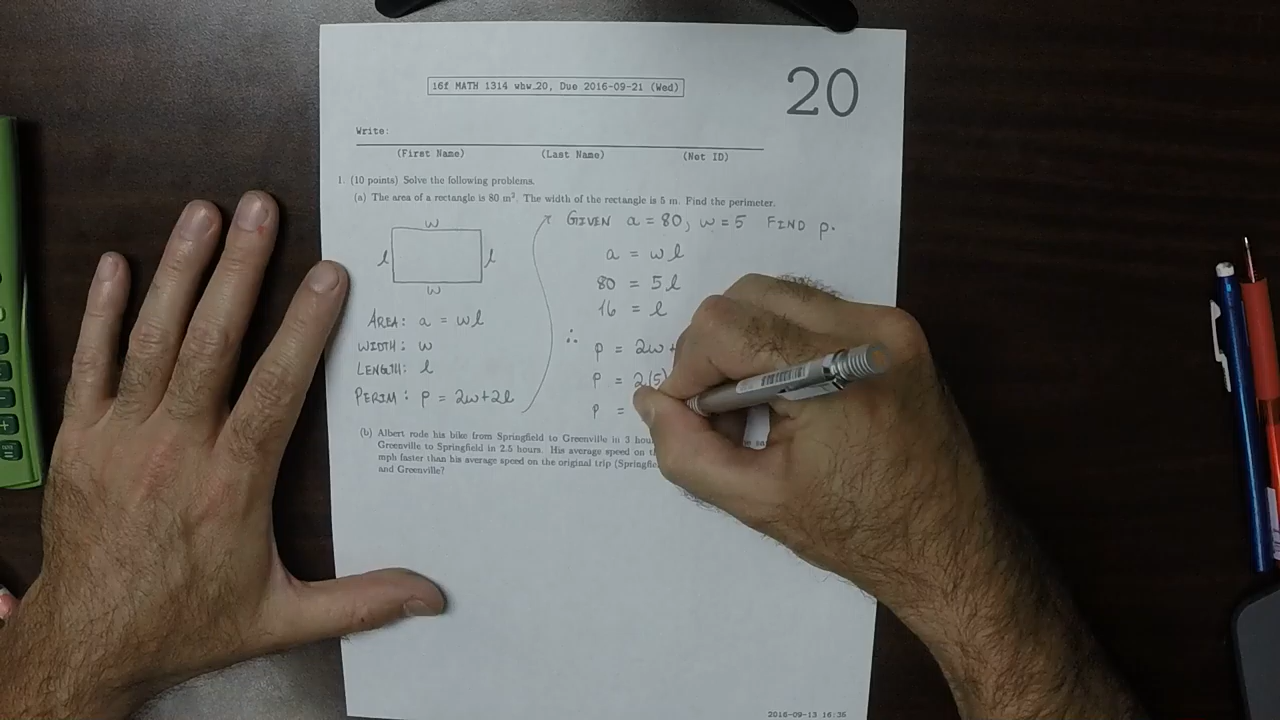 16f MATH 1314 whw 20, Due 2016-09-21 (Wed)
20
Write:
(First Name) (Last Name) (Not ID)
1. (10 points) Solve the following problems.
(a) The area of a rectangle is 80 m². The width of the rectangle is 5 m. Find the perimeter.
w
l l
w
AREA: a = wl
WIDTH: w
LENGTH: l
PERIM: p = 2w+2l
GIVEN a = 80, w = 5 FIND p.
a = wl
80 = 5l
16 = l
∴ p = 2w+
p = 2(5)
p =
(b) Albert rode his bike from Springfield to Greenville in 3
Greenville to Springfield in 2.5 hours. His average speed on
mph faster than his average speed on the original trip
and Greenville?
2016-09-13 16:35